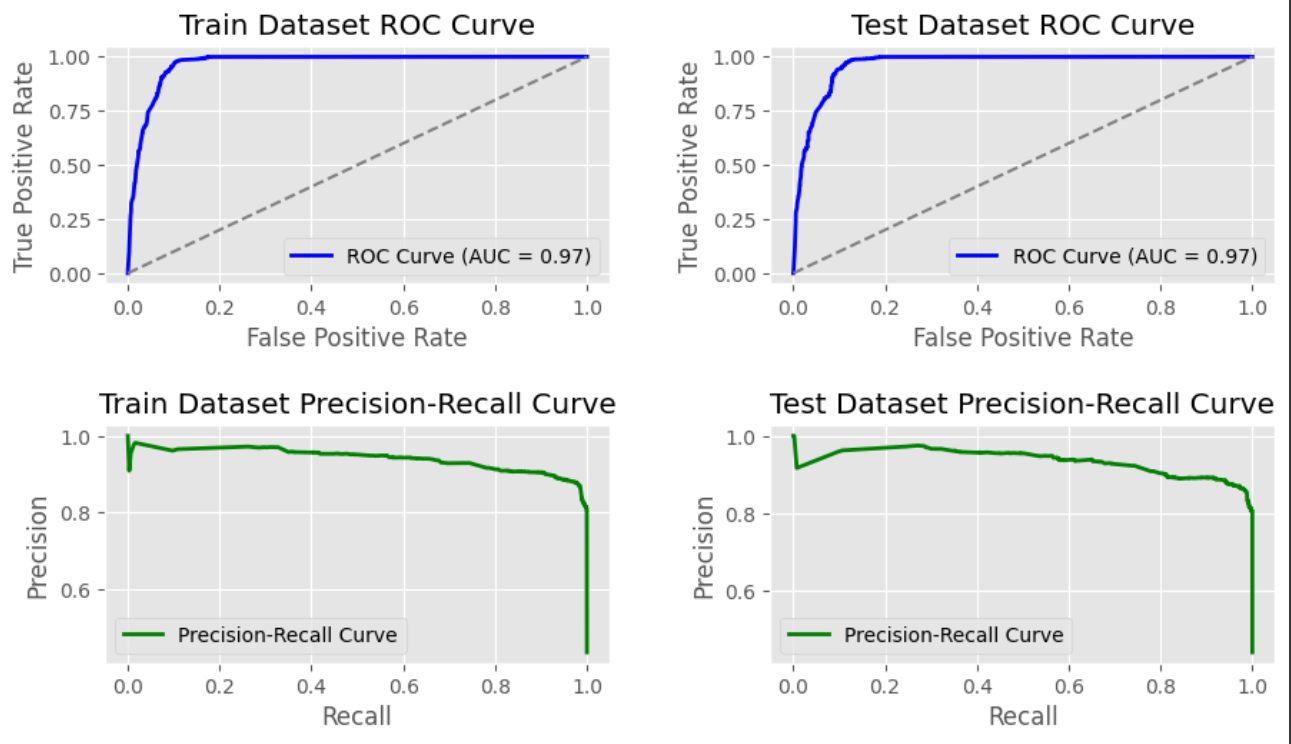 Train Dataset ROC Curve
True Positive Rate
1.00
0.75
0.50
0.25
0.00
ROC Curve (AUC = 0.97)
0.0 0.2 0.4 0.6 0.8 1.0
False Positive Rate
Test Dataset ROC Curve
True Positive Rate
1.00
0.75
0.50
0.25
0.00
ROC Curve (AUC = 0.97)
0.0 0.2 0.4 0.6 0.8 1.0
False Positive Rate
Train Dataset Precision-Recall Curve
Precision
1.0
0.8
0.6
Precision-Recall Curve
0.0 0.2 0.4 0.6 0.8 1.0
Recall
Test Dataset Precision-Recall Curve
Precision
1.0
0.8
0.6
Precision-Recall Curve
0.0 0.2 0.4 0.6 0.8 1.0
Recall